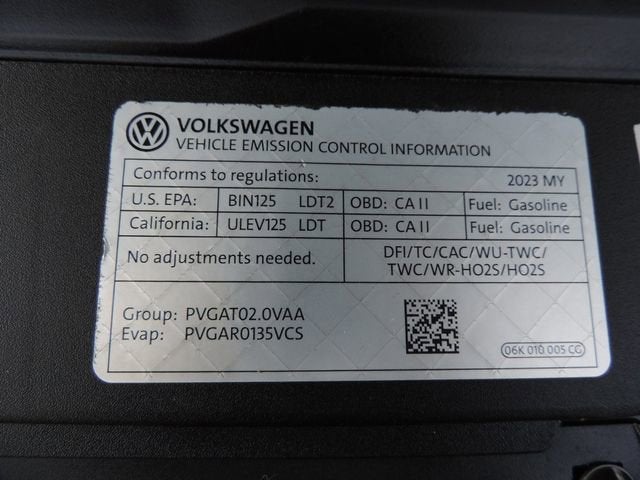 VOLKSWAGEN
VEHICLE EMISSION CONTROL INFORMATION
Conforms to regulations: 2023 MY
U.S. EPA: BIN125 LDT2 OBD: CA II Fuel: Gasoline
California: ULEV125 LDT OBD: CA II Fuel: Gasoline
No adjustments needed. DFI/TC/CAC/WU-TWC/
TWC/WR-HO2S/HO2S
Group: PVGAT02.0VAA
Evap: PVGAR0135VCS
06K 010 005 CG